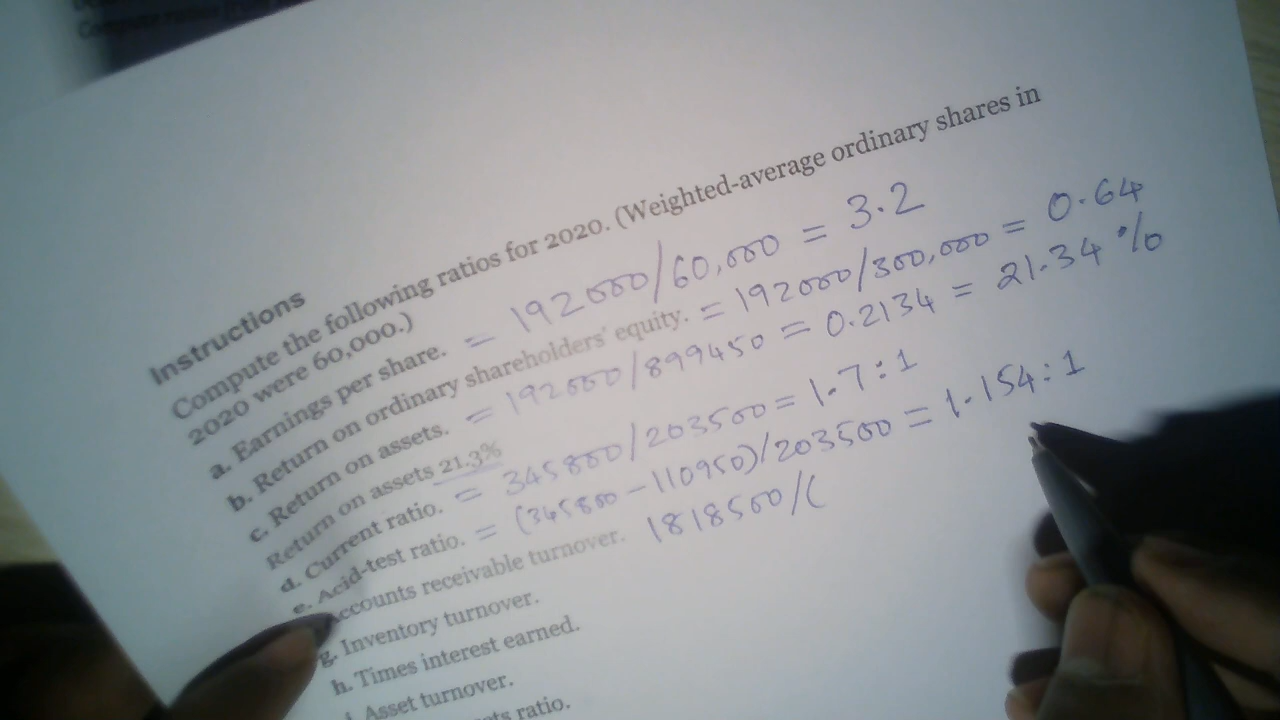 Instructions
Compute the following ratios for 2020. (Weighted-average ordinary shares in
2020 were 60,000.)
a. Earnings per share. = 192000/60,000 = 3.2
b. Return on ordinary shareholders' equity. = 192000/300,000 = 0.64
c. Return on assets. = 192000/899450 = 0.2134 = 21.34 %
Return on assets 21.3%
d. Current ratio. = 345800/203500 = 1.7 : 1
e. Acid-test ratio. = (345800 - 110950)/203500 = 1.154 : 1
Accounts receivable turnover. 1818500/(
g. Inventory turnover.
h. Times interest earned.
Asset turnover.
ratio.